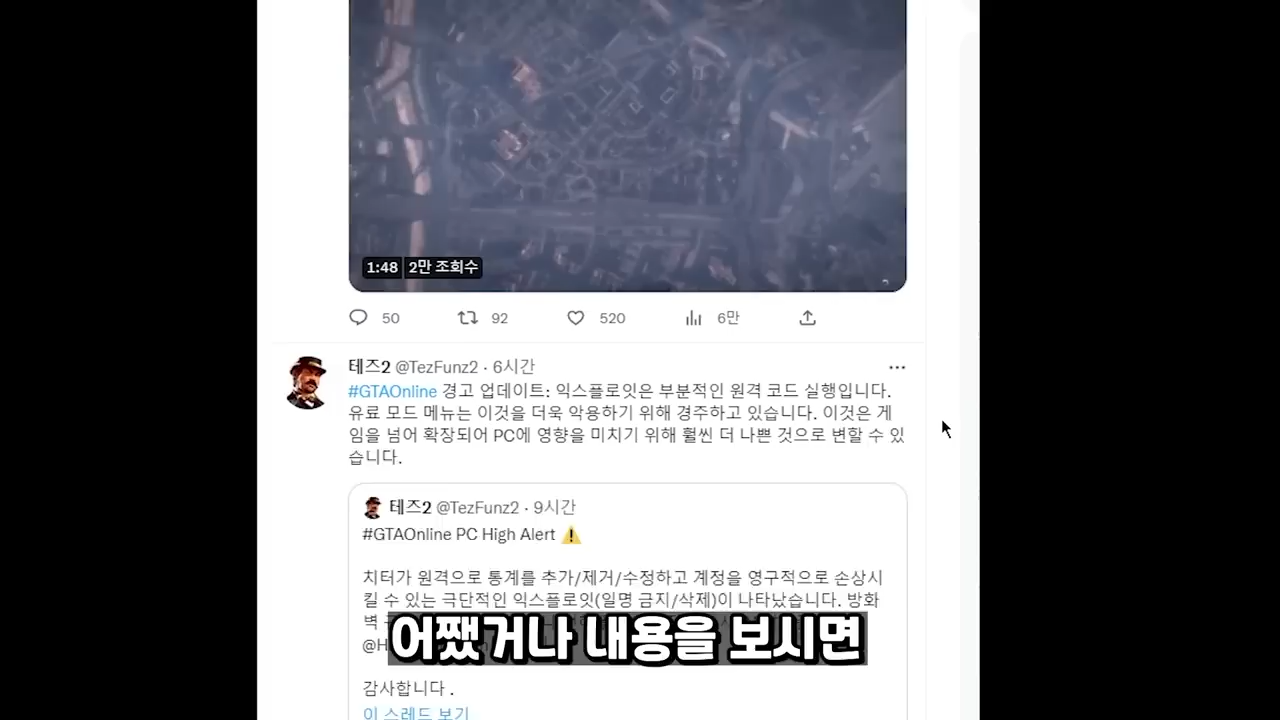 1:48 2만 조회수
50 92 520 6만
테즈2 @TezFunz2 · 6시간
#GTAOnline 경고 업데이트: 익스플로잇은 부분적인 원격 코드 실행입니다.
유료 모드 메뉴는 이것을 더욱 악용하기 위해 경주하고 있습니다. 이것은 게
임을 넘어 확장되어 PC에 영향을 미치기 위해 훨씬 더 나쁜 것으로 변할 수 있
습니다.
테즈2 @TezFunz2 · 9시간
#GTAOnline PC High Alert ⚠️
치터가 원격으로 통계를 추가/제거/수정하고 계정을 영구적으로 손상시
킬 수 있는 극단적인 익스플로잇(일명 금지/삭제)이 나타났습니다. 방화
벽
어쨌거나 내용을 보시면
감사합니다 .
이 스레드 보기